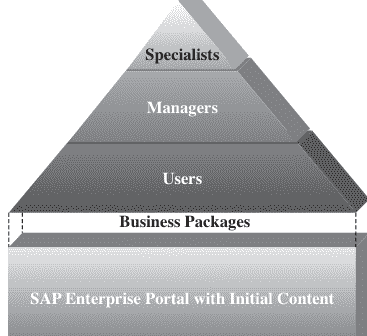 Specialists
Managers
Users
Business Packages
SAP Enterprise Portal with Initial Content